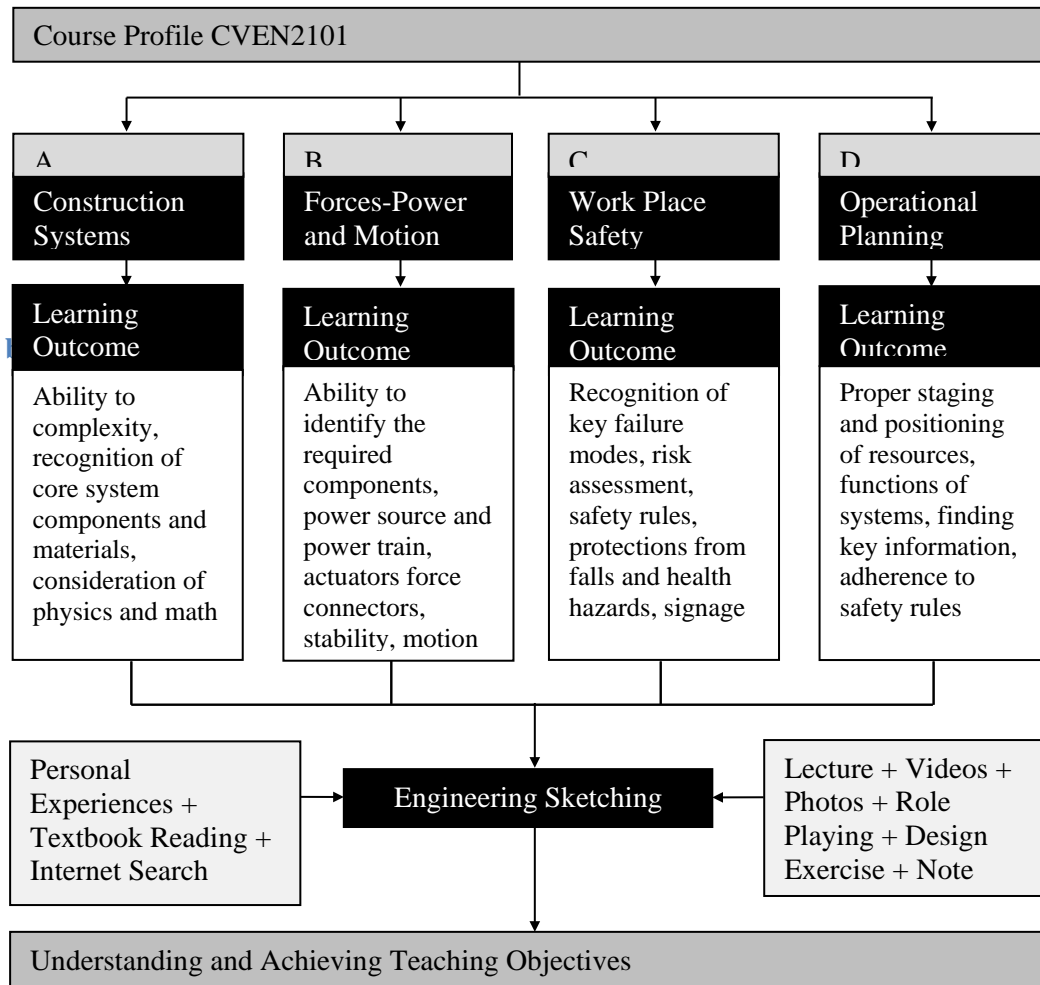 Course Profile CVEN2101
A
Construction
Systems
Learning
Outcome
Ability to
complexity,
recognition of
core system
components and
materials,
consideration of
physics and math
B
Forces-Power
and Motion
Learning
Outcome
Ability to
identify the
required
components,
power source and
power train,
actuators force
connectors,
stability, motion
C
Work Place
Safety
Learning
Outcome
Recognition of
key failure
modes, risk
assessment,
safety rules,
protections from
falls and health
hazards, signage
D
Operational
Planning
Learning
Outcome
Proper staging
and positioning
of resources,
functions of
systems, finding
key information,
adherence to
safety rules
Personal
Experiences +
Textbook Reading +
Internet Search
Engineering Sketching
Lecture + Videos +
Photos + Role
Playing + Design
Exercise + Note
Understanding and Achieving Teaching Objectives